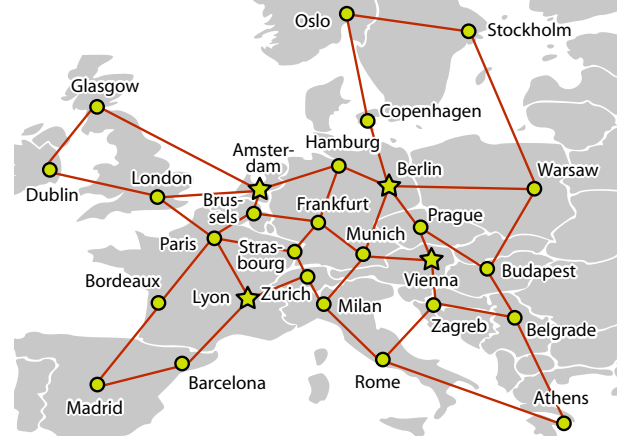 Oslo
Stockholm
Glasgow
Copenhagen
Hamburg
Amster-
dam
Berlin
Dublin
London
Warsaw
Brus-
sels
Frankfurt
Prague
Paris
Stras-
bourg
Munich
Vienna
Budapest
Bordeaux
Lyon
Zurich
Milan
Zagreb
Belgrade
Madrid
Barcelona
Rome
Athens